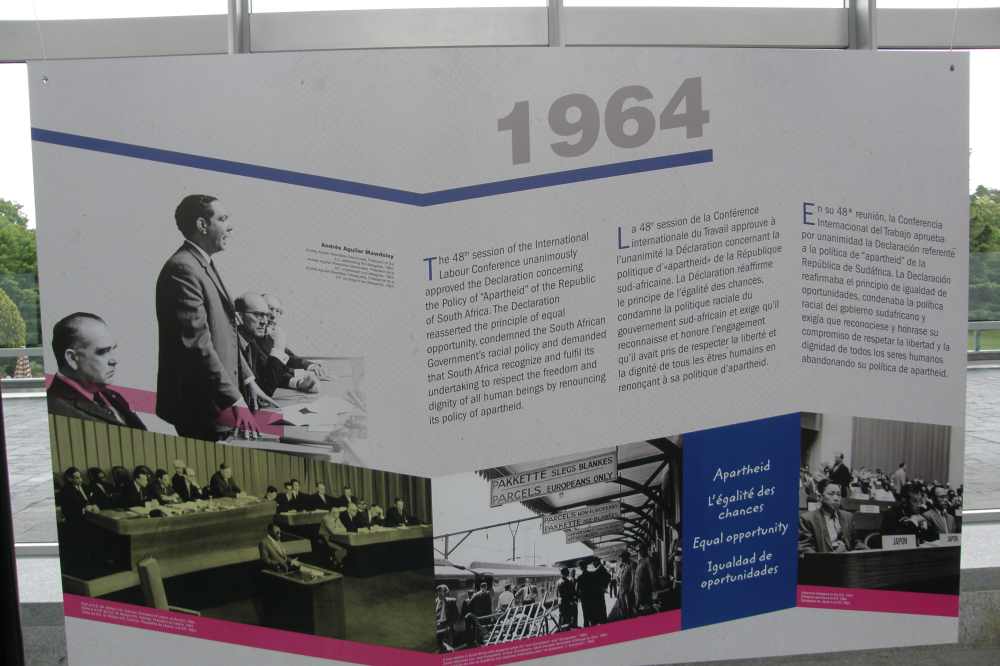 1964
Andrés Aguilar Mawdsley
The 48th session of the International
Labour Conference unanimously
approved the Declaration concerning
the Policy of "Apartheid" of the Republic
of South Africa. The Declaration
reasserted the principle of equal
opportunity, condemned the South African
Government's racial policy and demanded
that South Africa recognize and fulfil its
undertaking to respect the freedom and
dignity of all human beings by renouncing
its policy of apartheid.
La 48e session de la Conférence
internationale du Travail approuve à
l'unanimité la Déclaration concernant la
politique d'«apartheid» de la République
sud-africaine. La Déclaration réaffirme
le principe de l'égalité des chances,
condamne la politique raciale du
gouvernement sud-africain et exige qu'il
reconnaisse et honore l'engagement
qu'il avait pris de respecter la liberté et
la dignité de tous les êtres humains en
renonçant à sa politique d'apartheid.
En su 48ª reunión, la Conferencia
Internacional del Trabajo aprueba
por unanimidad la Declaración referente
a la política de "apartheid" de la
República de Sudáfrica. La Declaración
reafirma el principio de igualdad de
oportunidades, condenaba la política
racial del gobierno sudafricano y
exigía que reconociese y honrase su
compromiso de respetar la libertad y la
dignidad de todos los seres humanos
abandonando su política de apartheid.
PAKKETTE SLEGS BLANKES
PARCELS EUROPEANS ONLY
PARCELS NON-EUROPEANS
PAKKETTE
Apartheid
L'égalité des
chances
Equal opportunity
Igualdad de
oportunidades
JAPON
JAPON